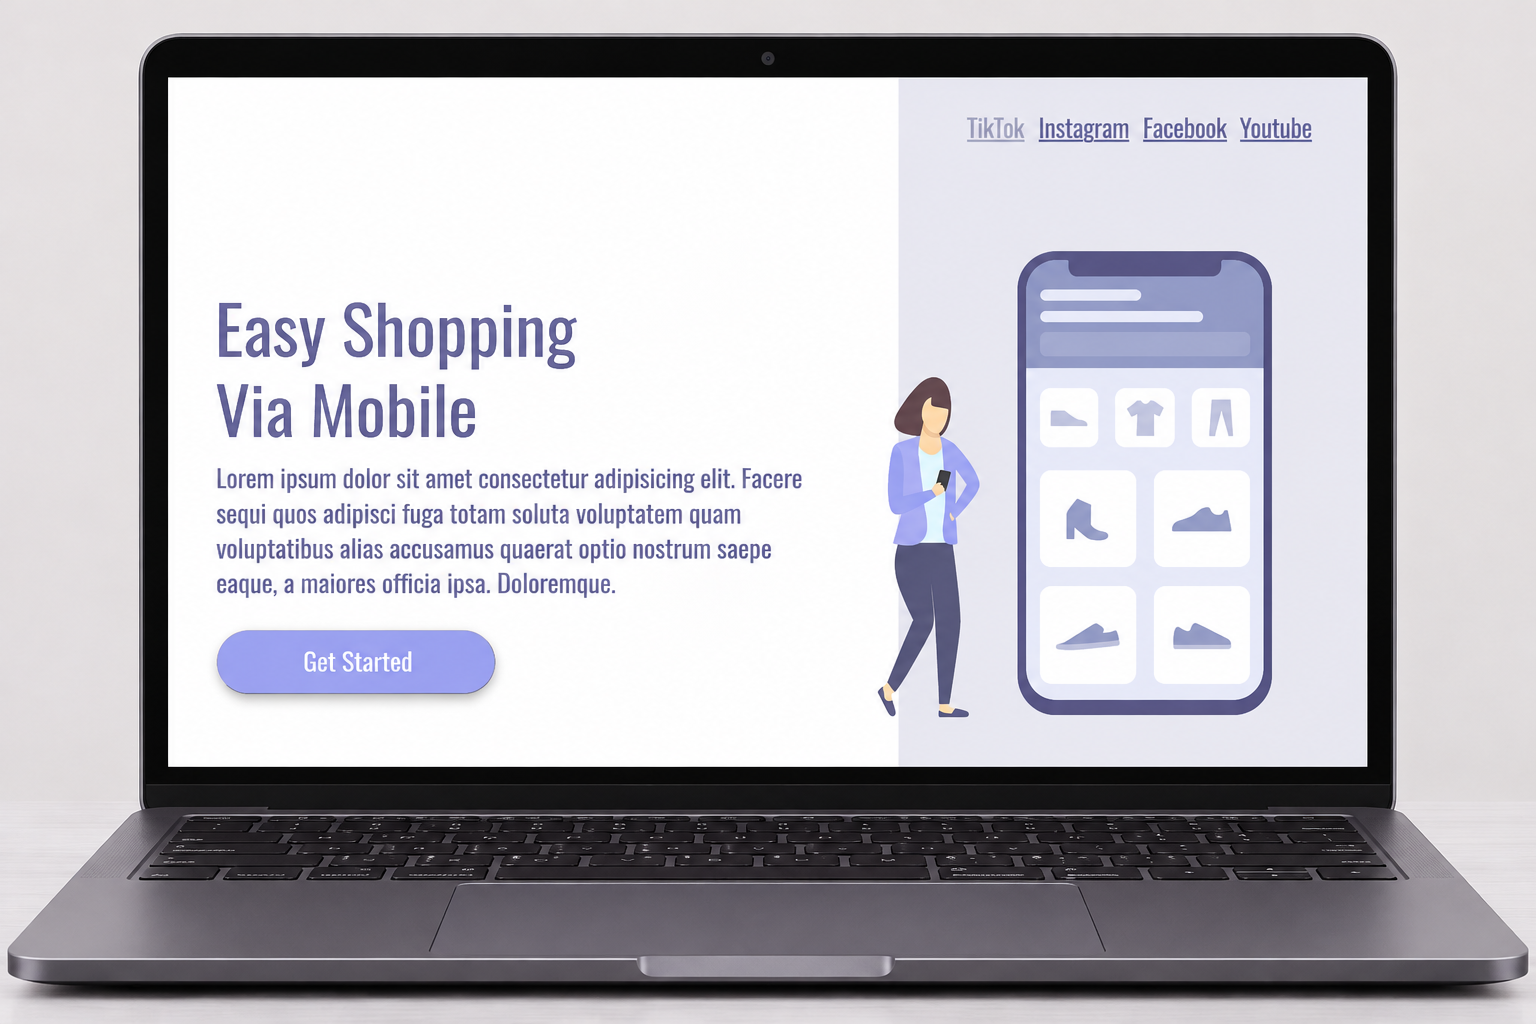 TikTok Instagram Facebook Youtube
Easy Shopping
Via Mobile
Lorem ipsum dolor sit amet consectetur adipisicing elit. Facere
sequi quos adipisci fuga totam soluta voluptatem quam
voluptatibus alias accusamus quaerat optio nostrum saepe
eaque, a maiores officia ipsa. Doloremque.
Get Started